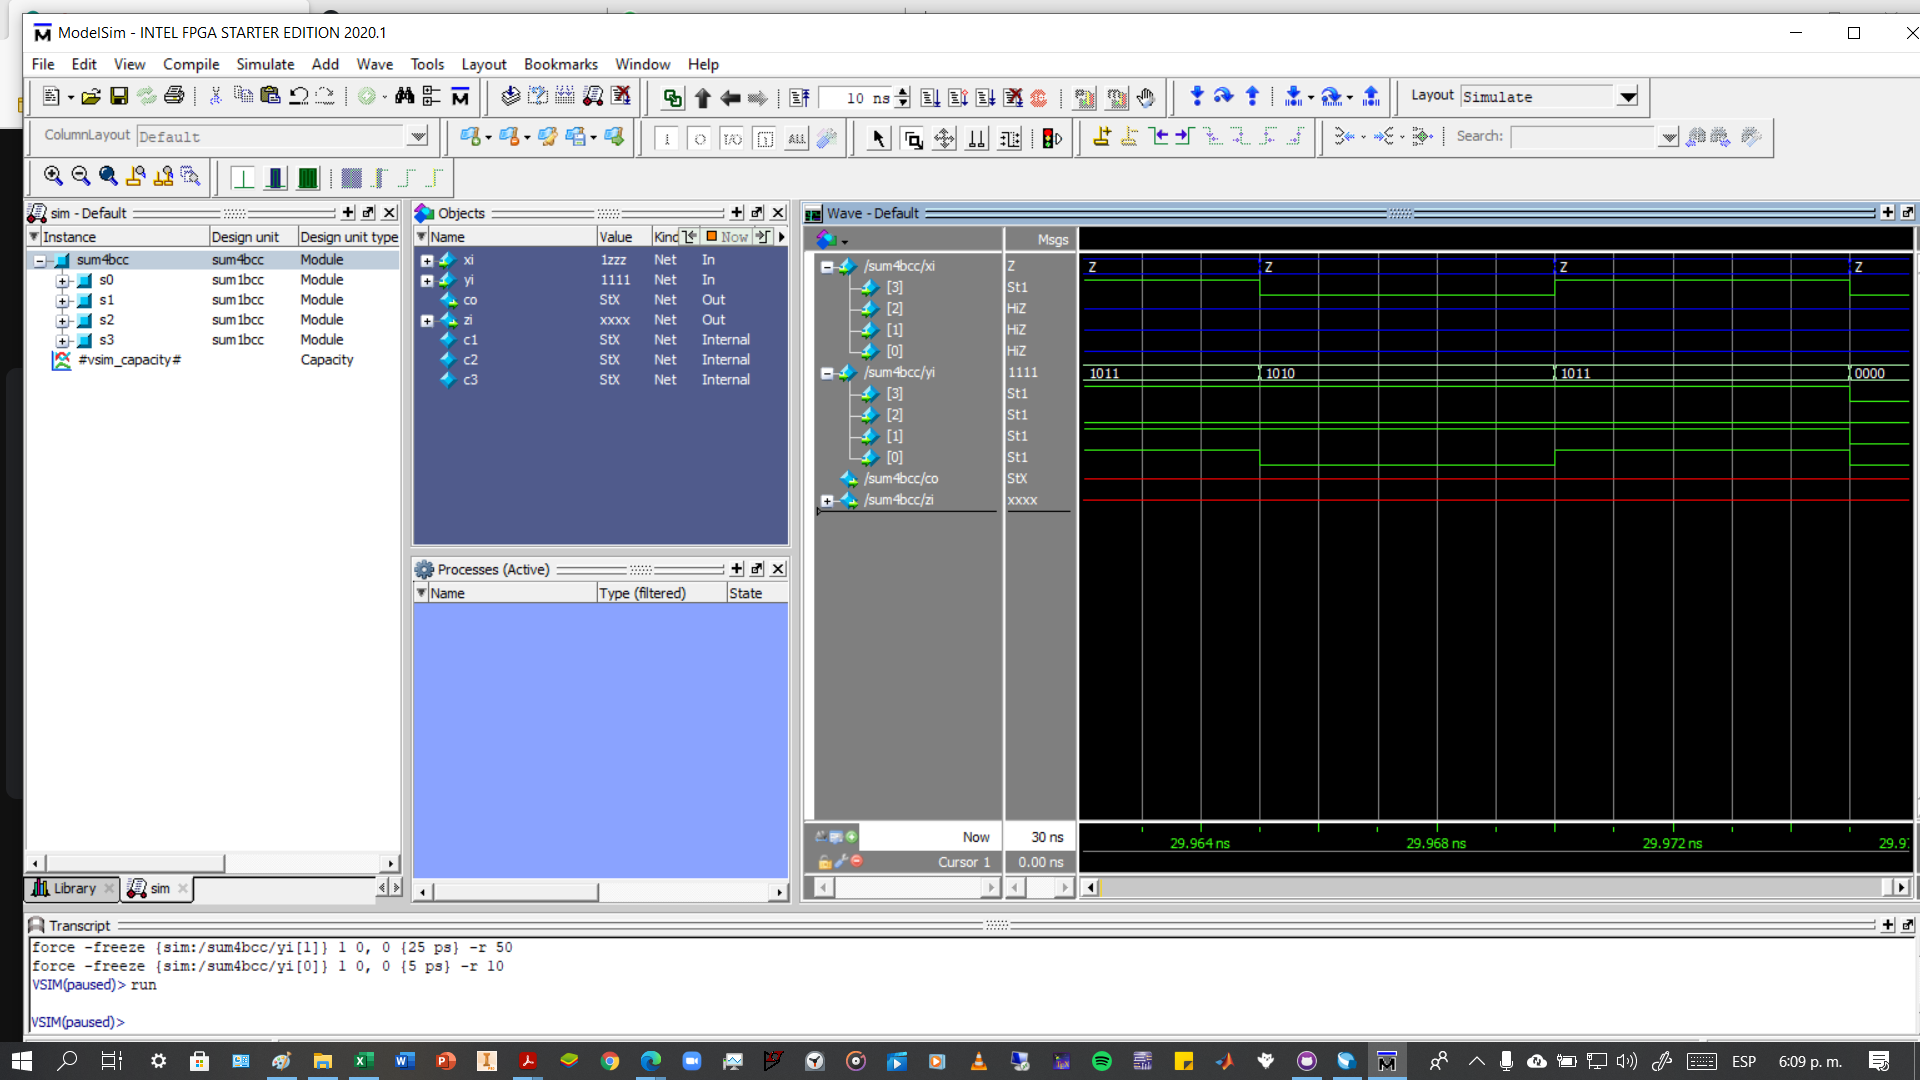 ModelSim - INTEL FPGA STARTER EDITION 2020.1
File Edit View Compile Simulate Add Wave Tools Layout Bookmarks Window Help
10 ns
Layout Simulate
ColumnLayout Default
ALL
Search:
sim - Default
Instance Design unit Design unit type
sum4bcc sum4bcc Module
s0 sum1bcc Module
s1 sum1bcc Module
s2 sum1bcc Module
s3 sum1bcc Module
#vsim_capacity# Capacity
Library sim
Objects
Name Value Kind Now
xi 1zzz Net In
yi 1111 Net In
co StX Net Out
zi xxxx Net Out
c1 StX Net Internal
c2 StX Net Internal
c3 StX Net Internal
Processes (Active)
Name Type (filtered) State
Wave - Default
Msgs
/sum4bcc/xi Z Z Z Z Z
[3] St1
[2] HiZ
[1] HiZ
[0] HiZ
/sum4bcc/yi 1111 1011 1010 1011 0000
[3] St1
[2] St1
[1] St1
[0] St1
/sum4bcc/co StX
/sum4bcc/zi xxxx
Now 30 ns
Cursor 1 0.00 ns
29.964 ns 29.968 ns 29.972 ns
Transcript
force -freeze {sim:/sum4bcc/yi[1]} 1 0, 0 {25 ps} -r 50
force -freeze {sim:/sum4bcc/yi[0]} 1 0, 0 {5 ps} -r 10
VSIM(paused)> run
VSIM(paused)>
ESP 6:09 p. m.